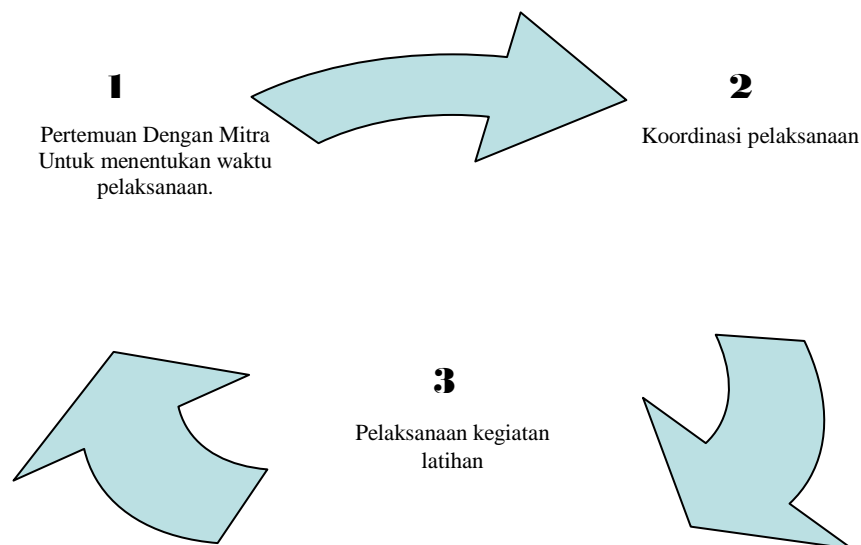 1
Pertemuan Dengan Mitra
Untuk menentukan waktu
pelaksanaan.
2
Koordinasi pelaksanaan
3
Pelaksanaan kegiatan
latihan